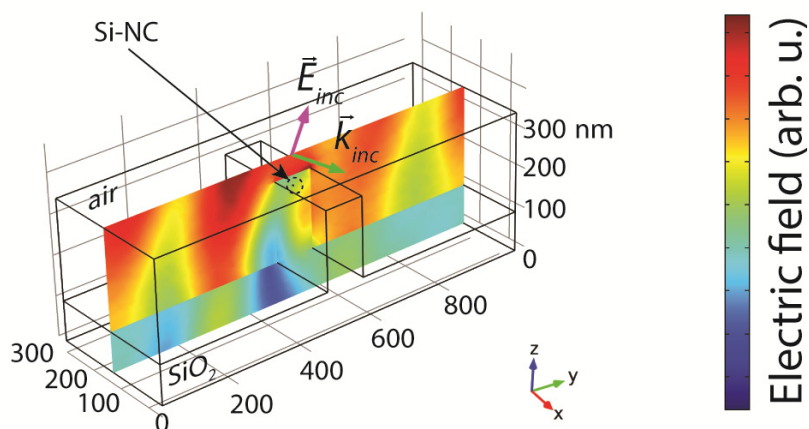 Si-NC
E inc
k inc
air
SiO2
300 nm
200
100
0
300
200
100
0
200
400
600
800
z
y
x
Electric field (arb. u.)